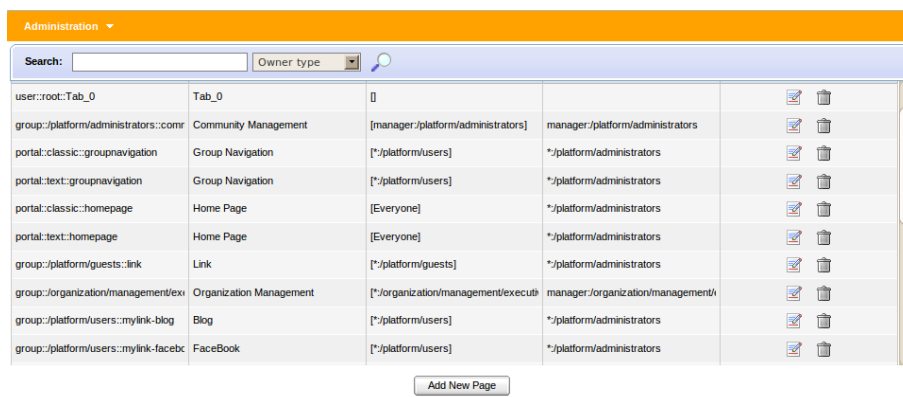 Administration
Search: Owner type
user::root::Tab_0 Tab_0 []
group::/platform/administrators::comr Community Management [manager:/platform/administrators] manager:/platform/administrators
portal::classic::groupnavigation Group Navigation [*:/platform/users] *:/platform/administrators
portal::text::groupnavigation Group Navigation [*:/platform/users] *:/platform/administrators
portal::classic::homepage Home Page [Everyone] *:/platform/administrators
portal::text::homepage Home Page [Everyone] *:/platform/administrators
group::/platform/guests::link Link [*:/platform/guests] *:/platform/administrators
group::/organization/management/exe Organization Management [*:/organization/management/executi manager:/organization/management/
group::/platform/users::mylink-blog Blog [*:/platform/users] *:/platform/administrators
group::/platform/users::mylink-facebo FaceBook [*:/platform/users] *:/platform/administrators
Add New Page